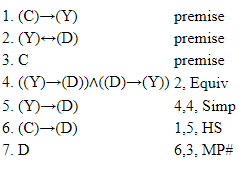 1. (C)→(Y) premise
2. (Y)↔(D) premise
3. C premise
4. ((Y)→(D))∧((D)→(Y)) 2, Equiv
5. (Y)→(D) 4,4, Simp
6. (C)→(D) 1,5, HS
7. D 6,3, MP#